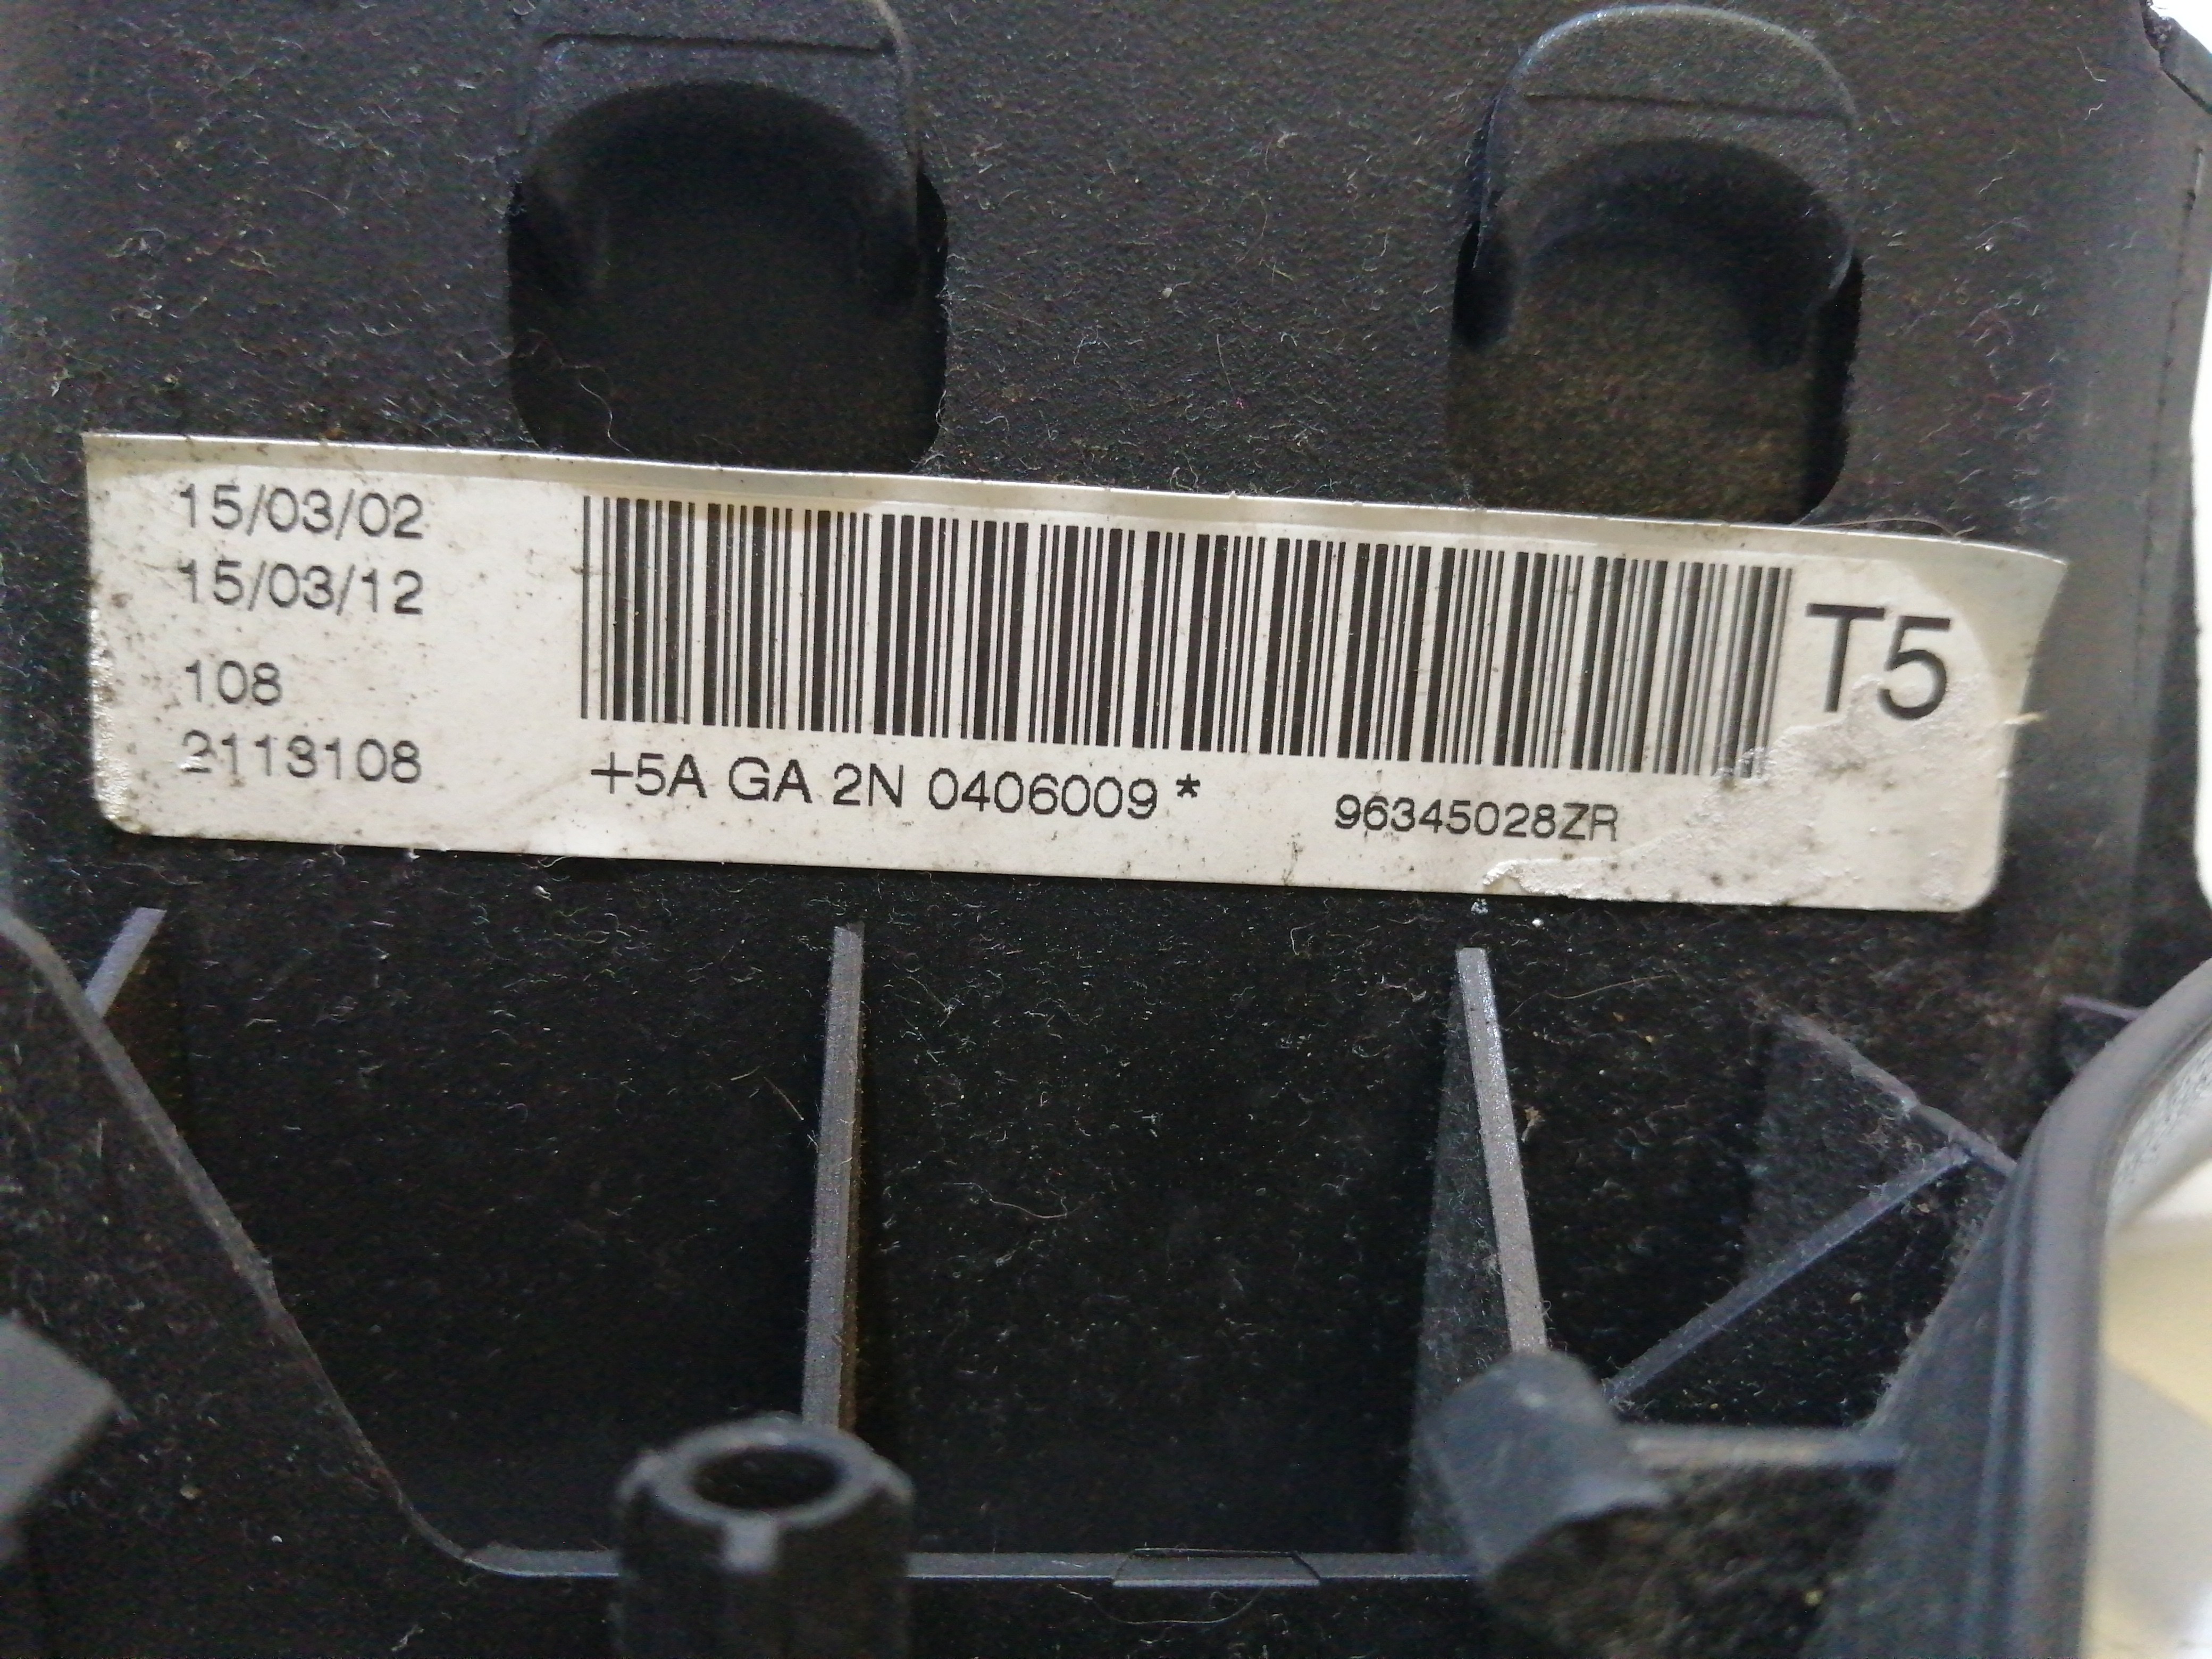 15/03/02
15/03/12
108
2113108
+5A GA 2N 0406009 *
96345028ZR
T5